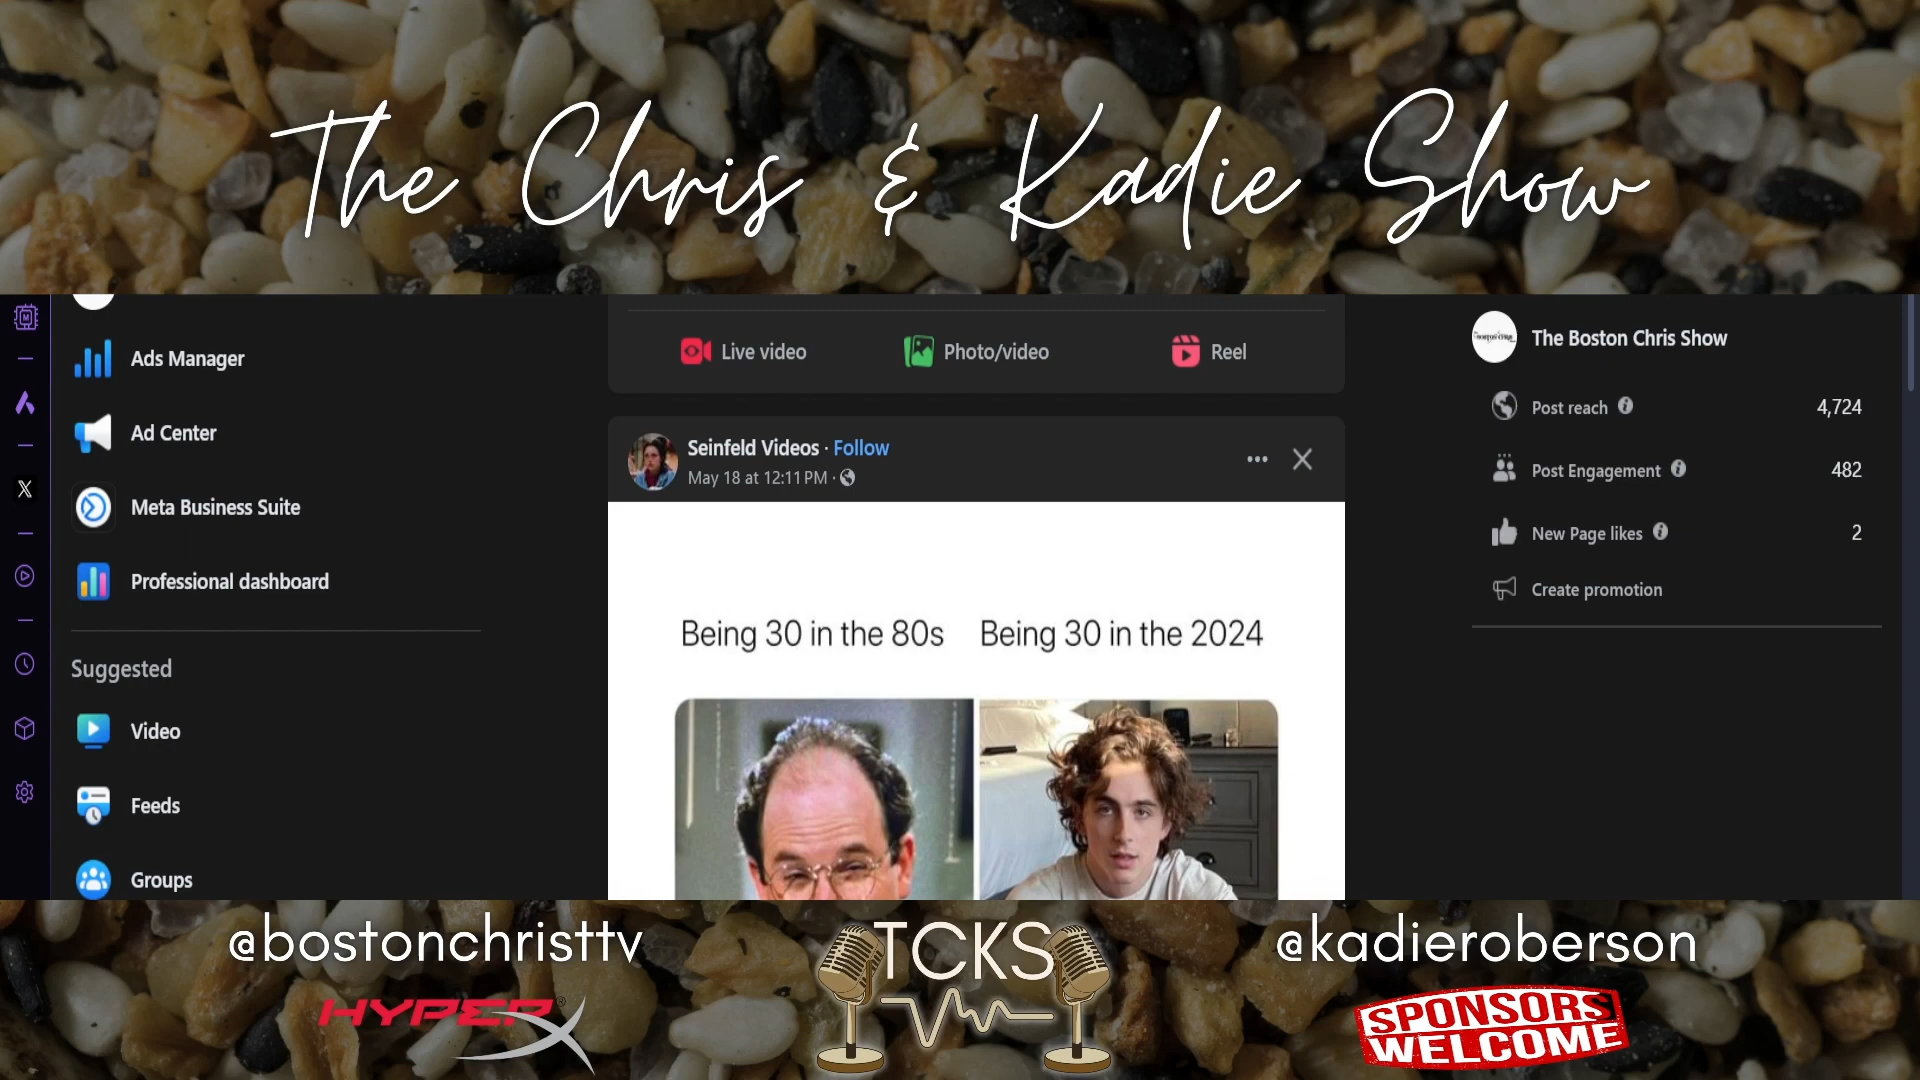 The Chris & Kadie Show
Ads Manager
Ad Center
Meta Business Suite
Professional dashboard
Suggested
Video
Feeds
Groups
Live video
Photo/video
Reel
Seinfeld Videos · Follow
May 18 at 12:11 PM ·
Being 30 in the 80s
Being 30 in the 2024
The Boston Chris Show
Post reach 4,724
Post Engagement 482
New Page likes 2
Create promotion
@bostonchristtv
HYPERX
TCKS
@kadieroberson
SPONSORS
WELCOME